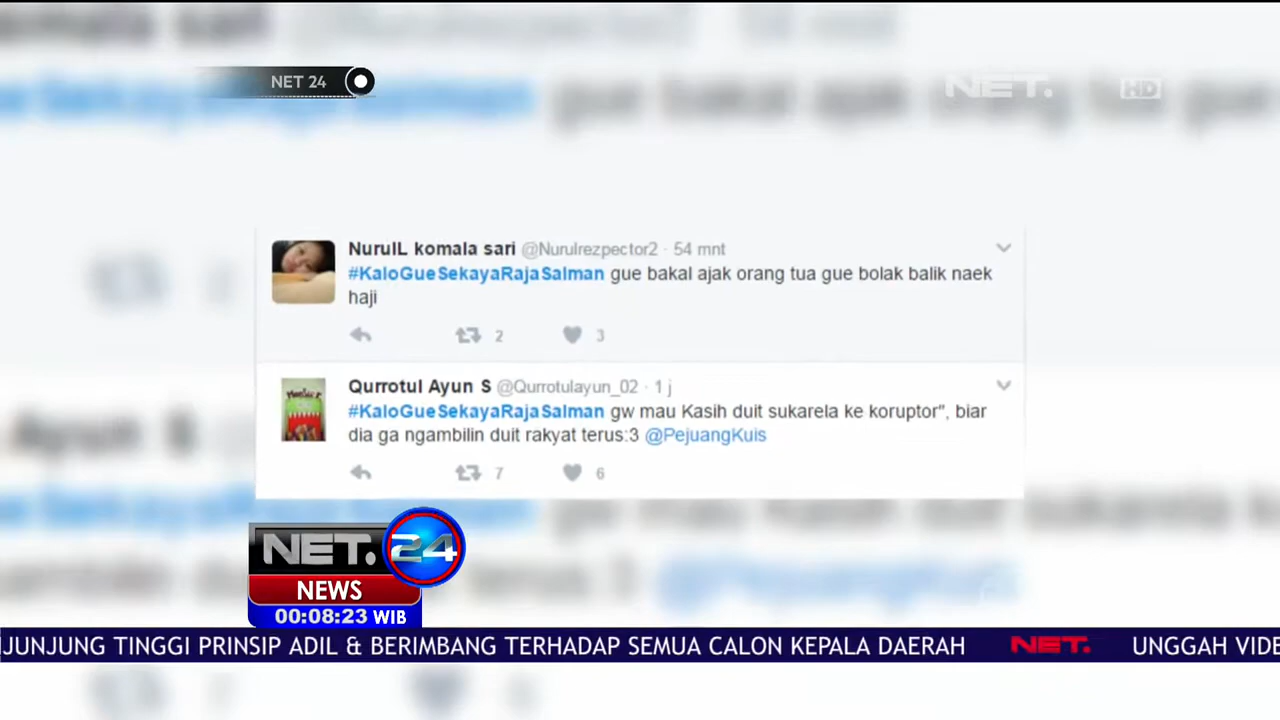 NET 24
NET. HD
NurulL komala sari @Nurulrezpector2 · 54 mnt
#KaloGueSekayaRajaSalman gue bakal ajak orang tua gue bolak balik naek
haji
2 3
Qurrotul Ayun S @Qurrotulayun_02 · 1 j
#KaloGueSekayaRajaSalman gw mau Kasih duit sukarela ke koruptor", biar
dia ga ngambilin duit rakyat terus:3 @PejuangKuis
7 6
NET. 24
NEWS
00:08:23 WIB
JUNJUNG TINGGI PRINSIP ADIL & BERIMBANG TERHADAP SEMUA CALON KEPALA DAERAH NET. UNGGAH VIDE